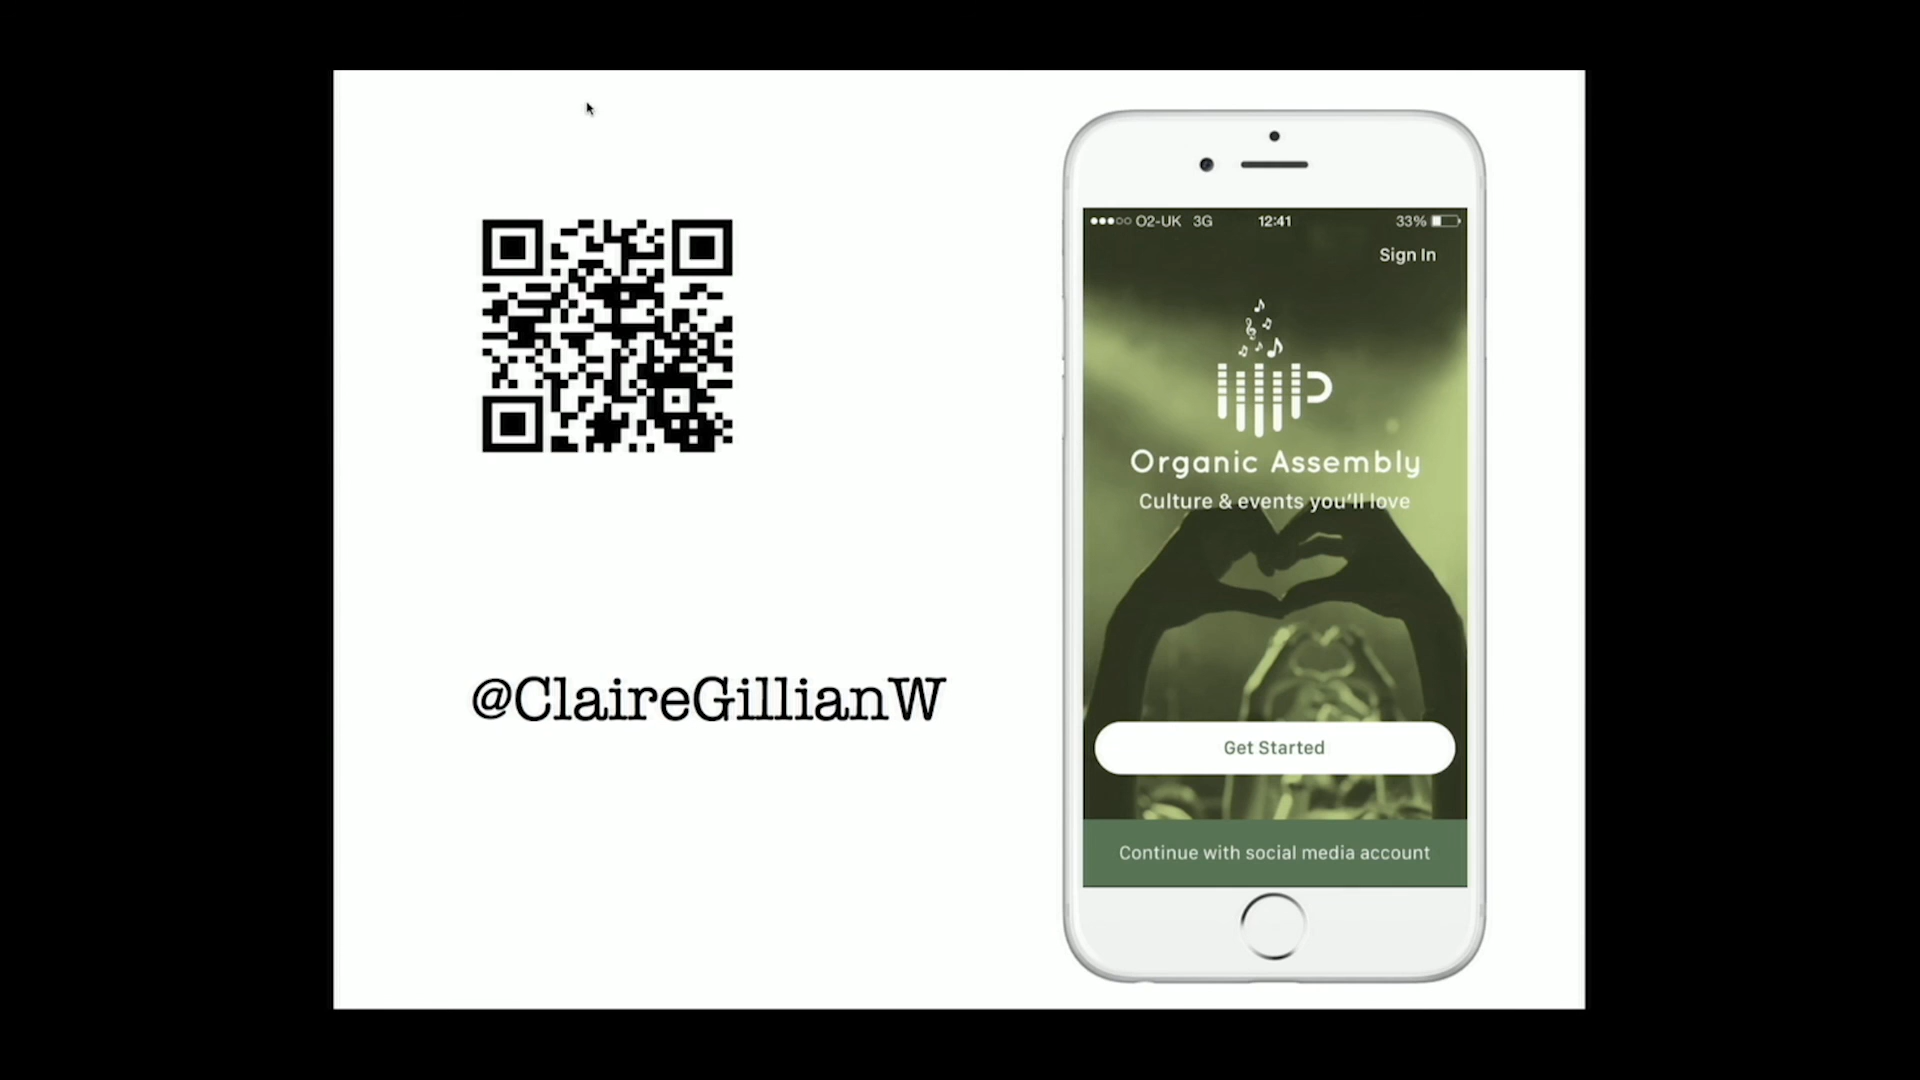 @ClaireGillianW
O2-UK 3G 12:41 33%
Sign In
Organic Assembly
Culture & events you'll love
Get Started
Continue with social media account